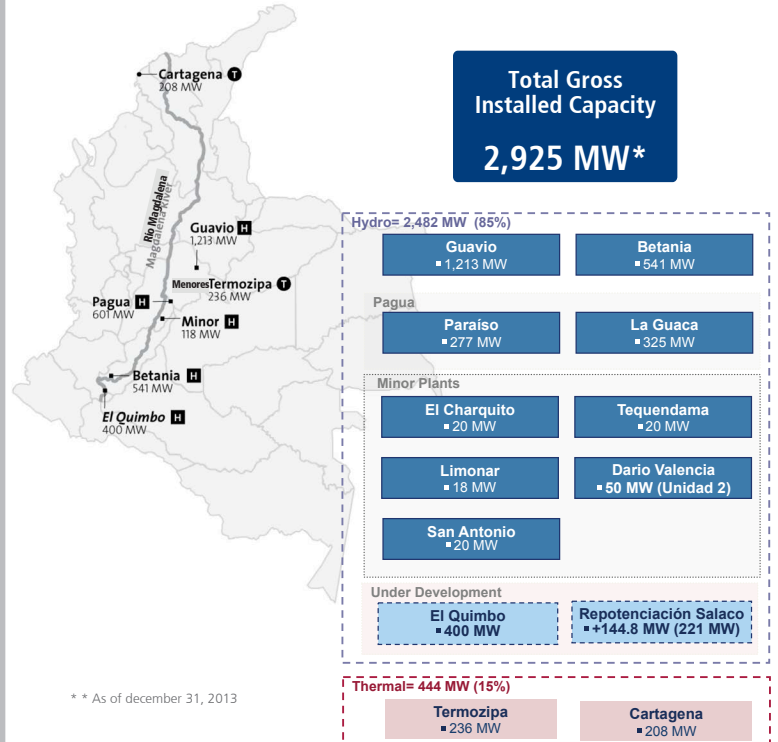 Cartagena T
208 MW
Río Magdalena
Magdalena River
Guavio H
1,213 MW
MenoresTermozipa T
236 MW
Pagua H
601 MW
Minor H
118 MW
Betania H
541 MW
El Quimbo H
400 MW
* * As of december 31, 2013
Total Gross
Installed Capacity
2,925 MW*
Hydro= 2,482 MW (85%)
Guavio
▪ 1,213 MW
Betania
▪ 541 MW
Pagua
Paraíso
▪ 277 MW
La Guaca
▪ 325 MW
Minor Plants
El Charquito
▪ 20 MW
Tequendama
▪ 20 MW
Limonar
▪ 18 MW
Dario Valencia
▪ 50 MW (Unidad 2)
San Antonio
▪ 20 MW
Under Development
El Quimbo
▪ 400 MW
Repotenciación Salaco
▪ +144.8 MW (221 MW)
Thermal= 444 MW (15%)
Termozipa
▪ 236 MW
Cartagena
▪ 208 MW